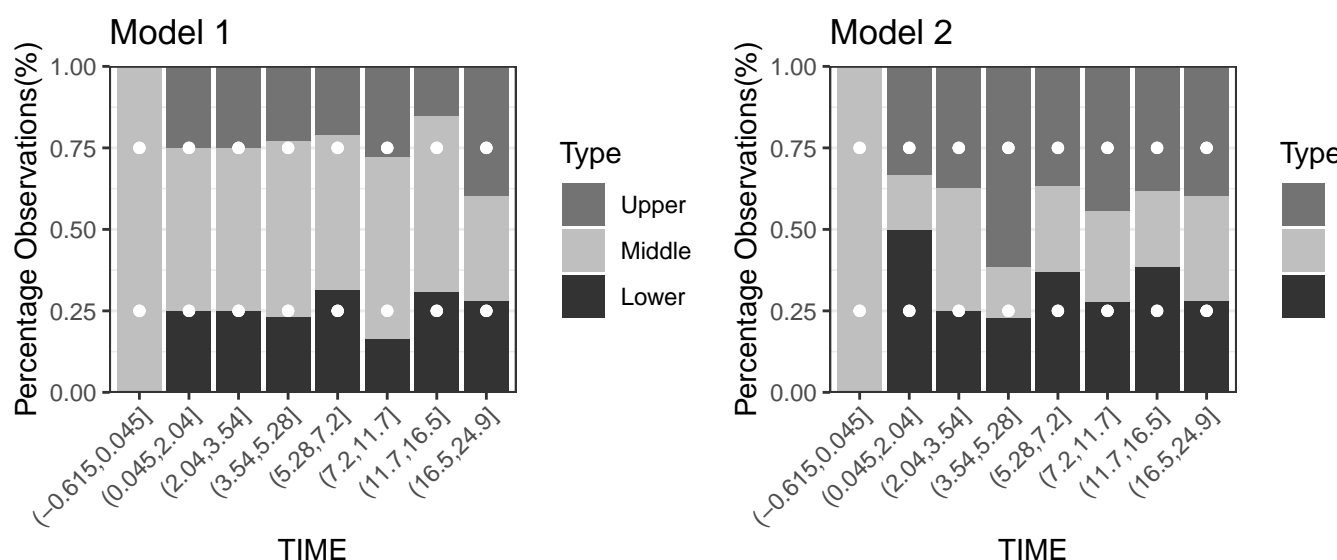 Model 1
Percentage Observations(%)
1.00
0.75
0.50
0.25
0.00
(−0.615,0.045]
(0.045,2.04]
(2.04,3.54]
(3.54,5.28]
(5.28,7.2]
(7.2,11.7]
(11.7,16.5]
(16.5,24.9]
TIME
Type
Upper
Middle
Lower
Model 2
Percentage Observations(%)
1.00
0.75
0.50
0.25
0.00
(−0.615,0.045]
(0.045,2.04]
(2.04,3.54]
(3.54,5.28]
(5.28,7.2]
(7.2,11.7]
(11.7,16.5]
(16.5,24.9]
TIME
Type